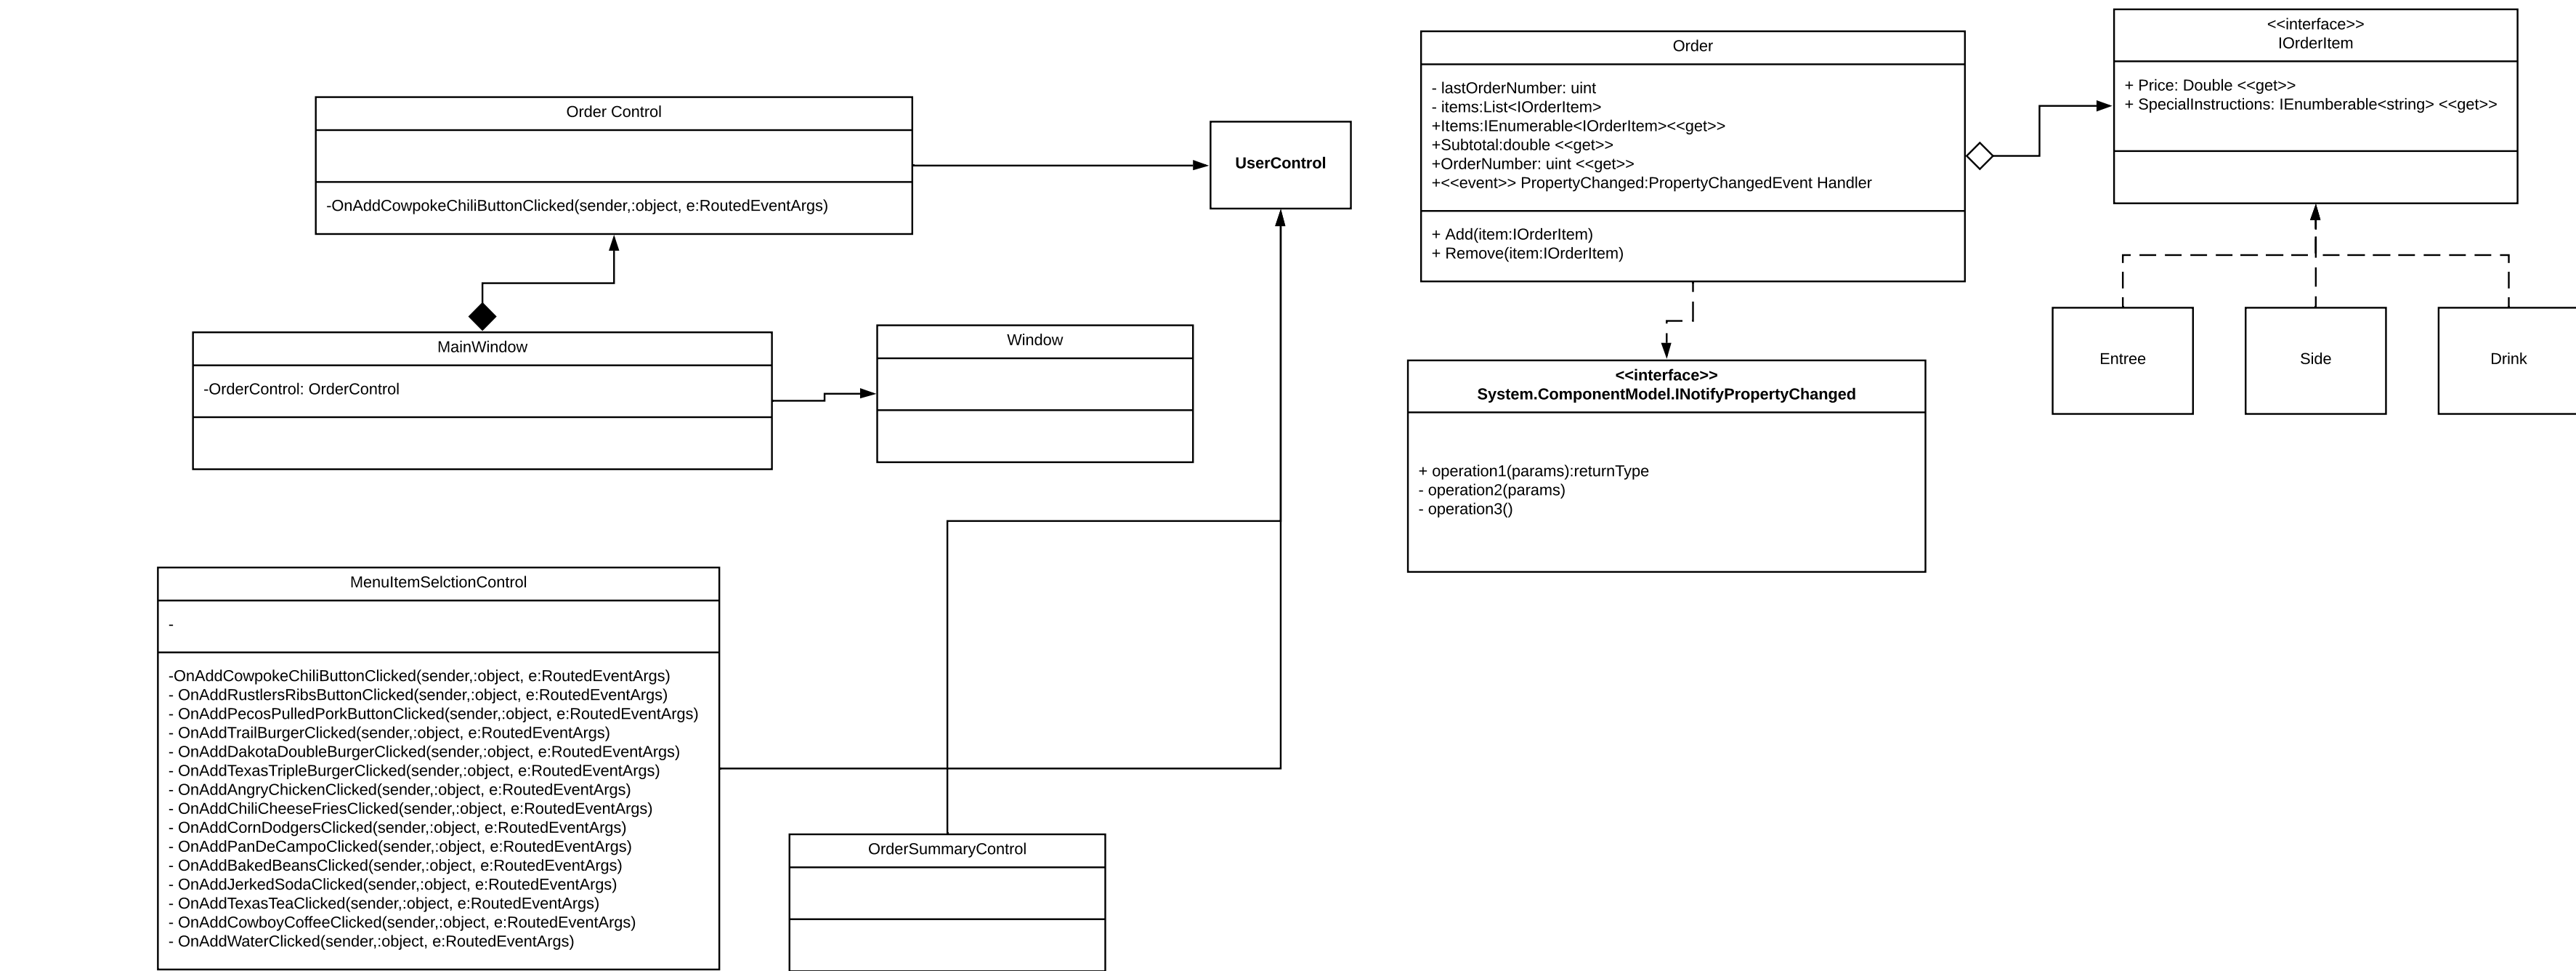 Order Control
-OnAddCowpokeChiliButtonClicked(sender,:object, e:RoutedEventArgs)
UserControl
Order
- lastOrderNumber: uint
- items:List<IOrderItem>
+Items:IEnumerable<IOrderItem><<get>>
+Subtotal:double <<get>>
+OrderNumber: uint <<get>>
+<<event>> PropertyChanged:PropertyChangedEvent Handler
+ Add(item:IOrderItem)
+ Remove(item:IOrderItem)
<<interface>>
IOrderItem
+ Price: Double <<get>>
+ SpecialInstructions: IEnumberable<string> <<get>>
MainWindow
-OrderControl: OrderControl
Window
<<interface>>
System.ComponentModel.INotifyPropertyChanged
+ operation1(params):returnType
- operation2(params)
- operation3()
Entree
Side
Drink
MenuItemSelctionControl
-
-OnAddCowpokeChiliButtonClicked(sender,:object, e:RoutedEventArgs)
- OnAddRustlersRibsButtonClicked(sender,:object, e:RoutedEventArgs)
- OnAddPecosPulledPorkButtonClicked(sender,:object, e:RoutedEventArgs)
- OnAddTrailBurgerClicked(sender,:object, e:RoutedEventArgs)
- OnAddDakotaDoubleBurgerClicked(sender,:object, e:RoutedEventArgs)
- OnAddTexasTripleBurgerClicked(sender,:object, e:RoutedEventArgs)
- OnAddAngryChickenClicked(sender,:object, e:RoutedEventArgs)
- OnAddChiliCheeseFriesClicked(sender,:object, e:RoutedEventArgs)
- OnAddCornDodgersClicked(sender,:object, e:RoutedEventArgs)
- OnAddPanDeCampoClicked(sender,:object, e:RoutedEventArgs)
- OnAddBakedBeansClicked(sender,:object, e:RoutedEventArgs)
- OnAddJerkedSodaClicked(sender,:object, e:RoutedEventArgs)
- OnAddTexasTeaClicked(sender,:object, e:RoutedEventArgs)
- OnAddCowboyCoffeeClicked(sender,:object, e:RoutedEventArgs)
- OnAddWaterClicked(sender,:object, e:RoutedEventArgs)
OrderSummaryControl